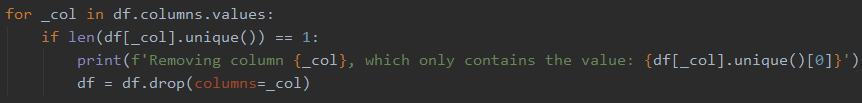 for _col in df.columns.values:
    if len(df[_col].unique()) == 1:
        print(f'Removing column {_col}, which only contains the value: {df[_col].unique()[0]}')
        df = df.drop(columns=_col)